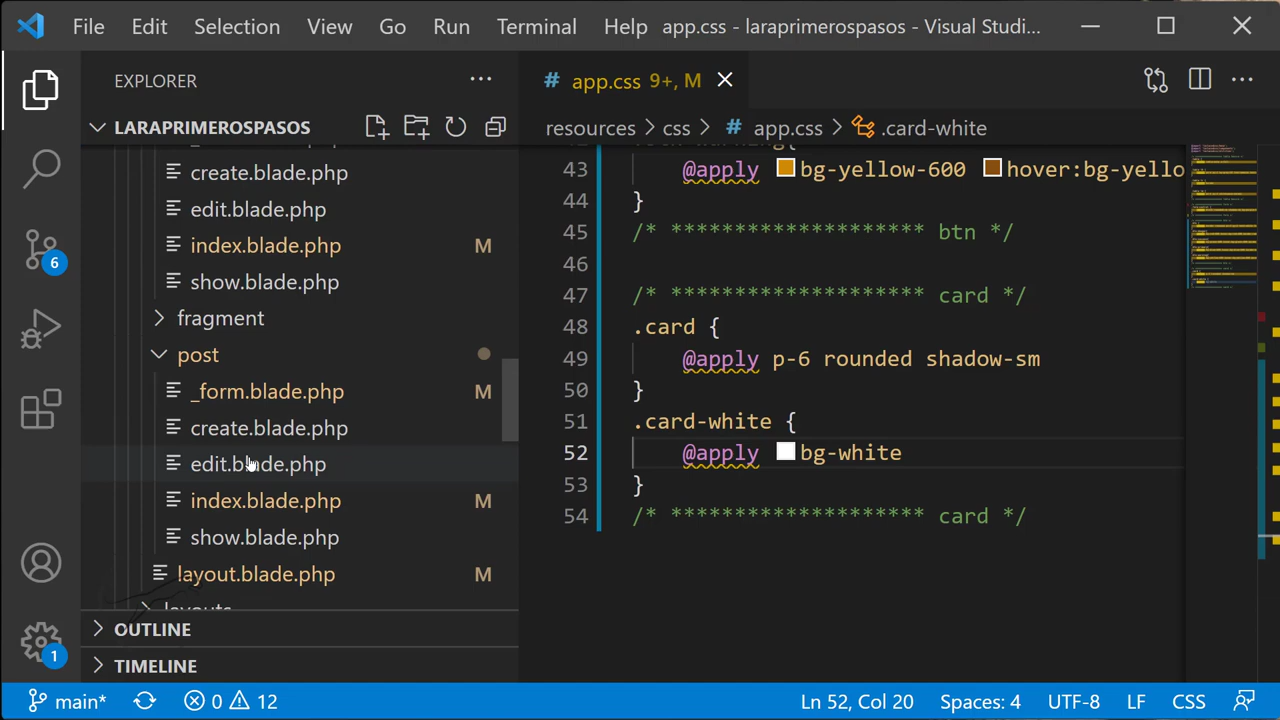 File Edit Selection View Go Run Terminal Help app.css - laraprimerospasos - Visual Studi...
EXPLORER
LARAPRIMEROSPASOS
create.blade.php
edit.blade.php
index.blade.php M
show.blade.php
fragment
post
_form.blade.php M
create.blade.php
edit.blade.php
index.blade.php M
show.blade.php
layout.blade.php M
layouts
OUTLINE
TIMELINE
6
1
# app.css 9+, M
resources > css > # app.css > .card-white
43 @apply bg-yellow-600 hover:bg-yello
44 }
45 /* ******************** btn */
46
47 /* ******************** card */
48 .card {
49 @apply p-6 rounded shadow-sm
50 }
51 .card-white {
52 @apply bg-white
53 }
54 /* ******************** card */
main* 0 12 Ln 52, Col 20 Spaces: 4 UTF-8 LF CSS